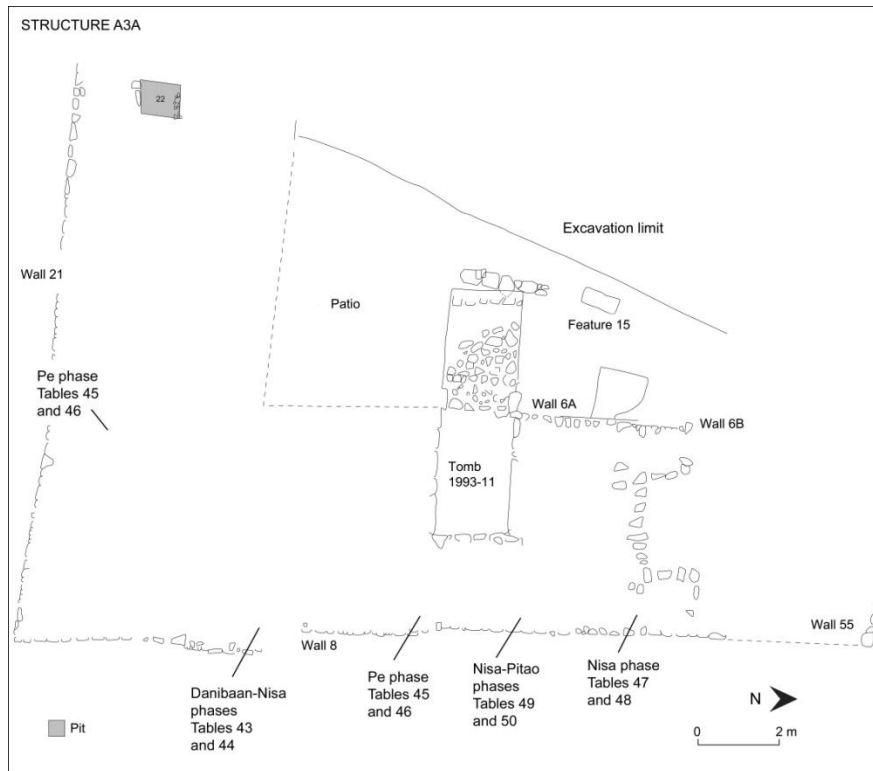 STRUCTURE A3A
22
Excavation limit
Wall 21
Patio
Feature 15
Pe phase
Tables 45
and 46
Wall 6A
Wall 6B
Tomb
1993-11
Wall 55
Wall 8
Danibaan-Nisa
phases
Tables 43
and 44
Pe phase
Tables 45
and 46
Nisa-Pitao
phases
Tables 49
and 50
Nisa phase
Tables 47
and 48
N
Pit
0 2 m